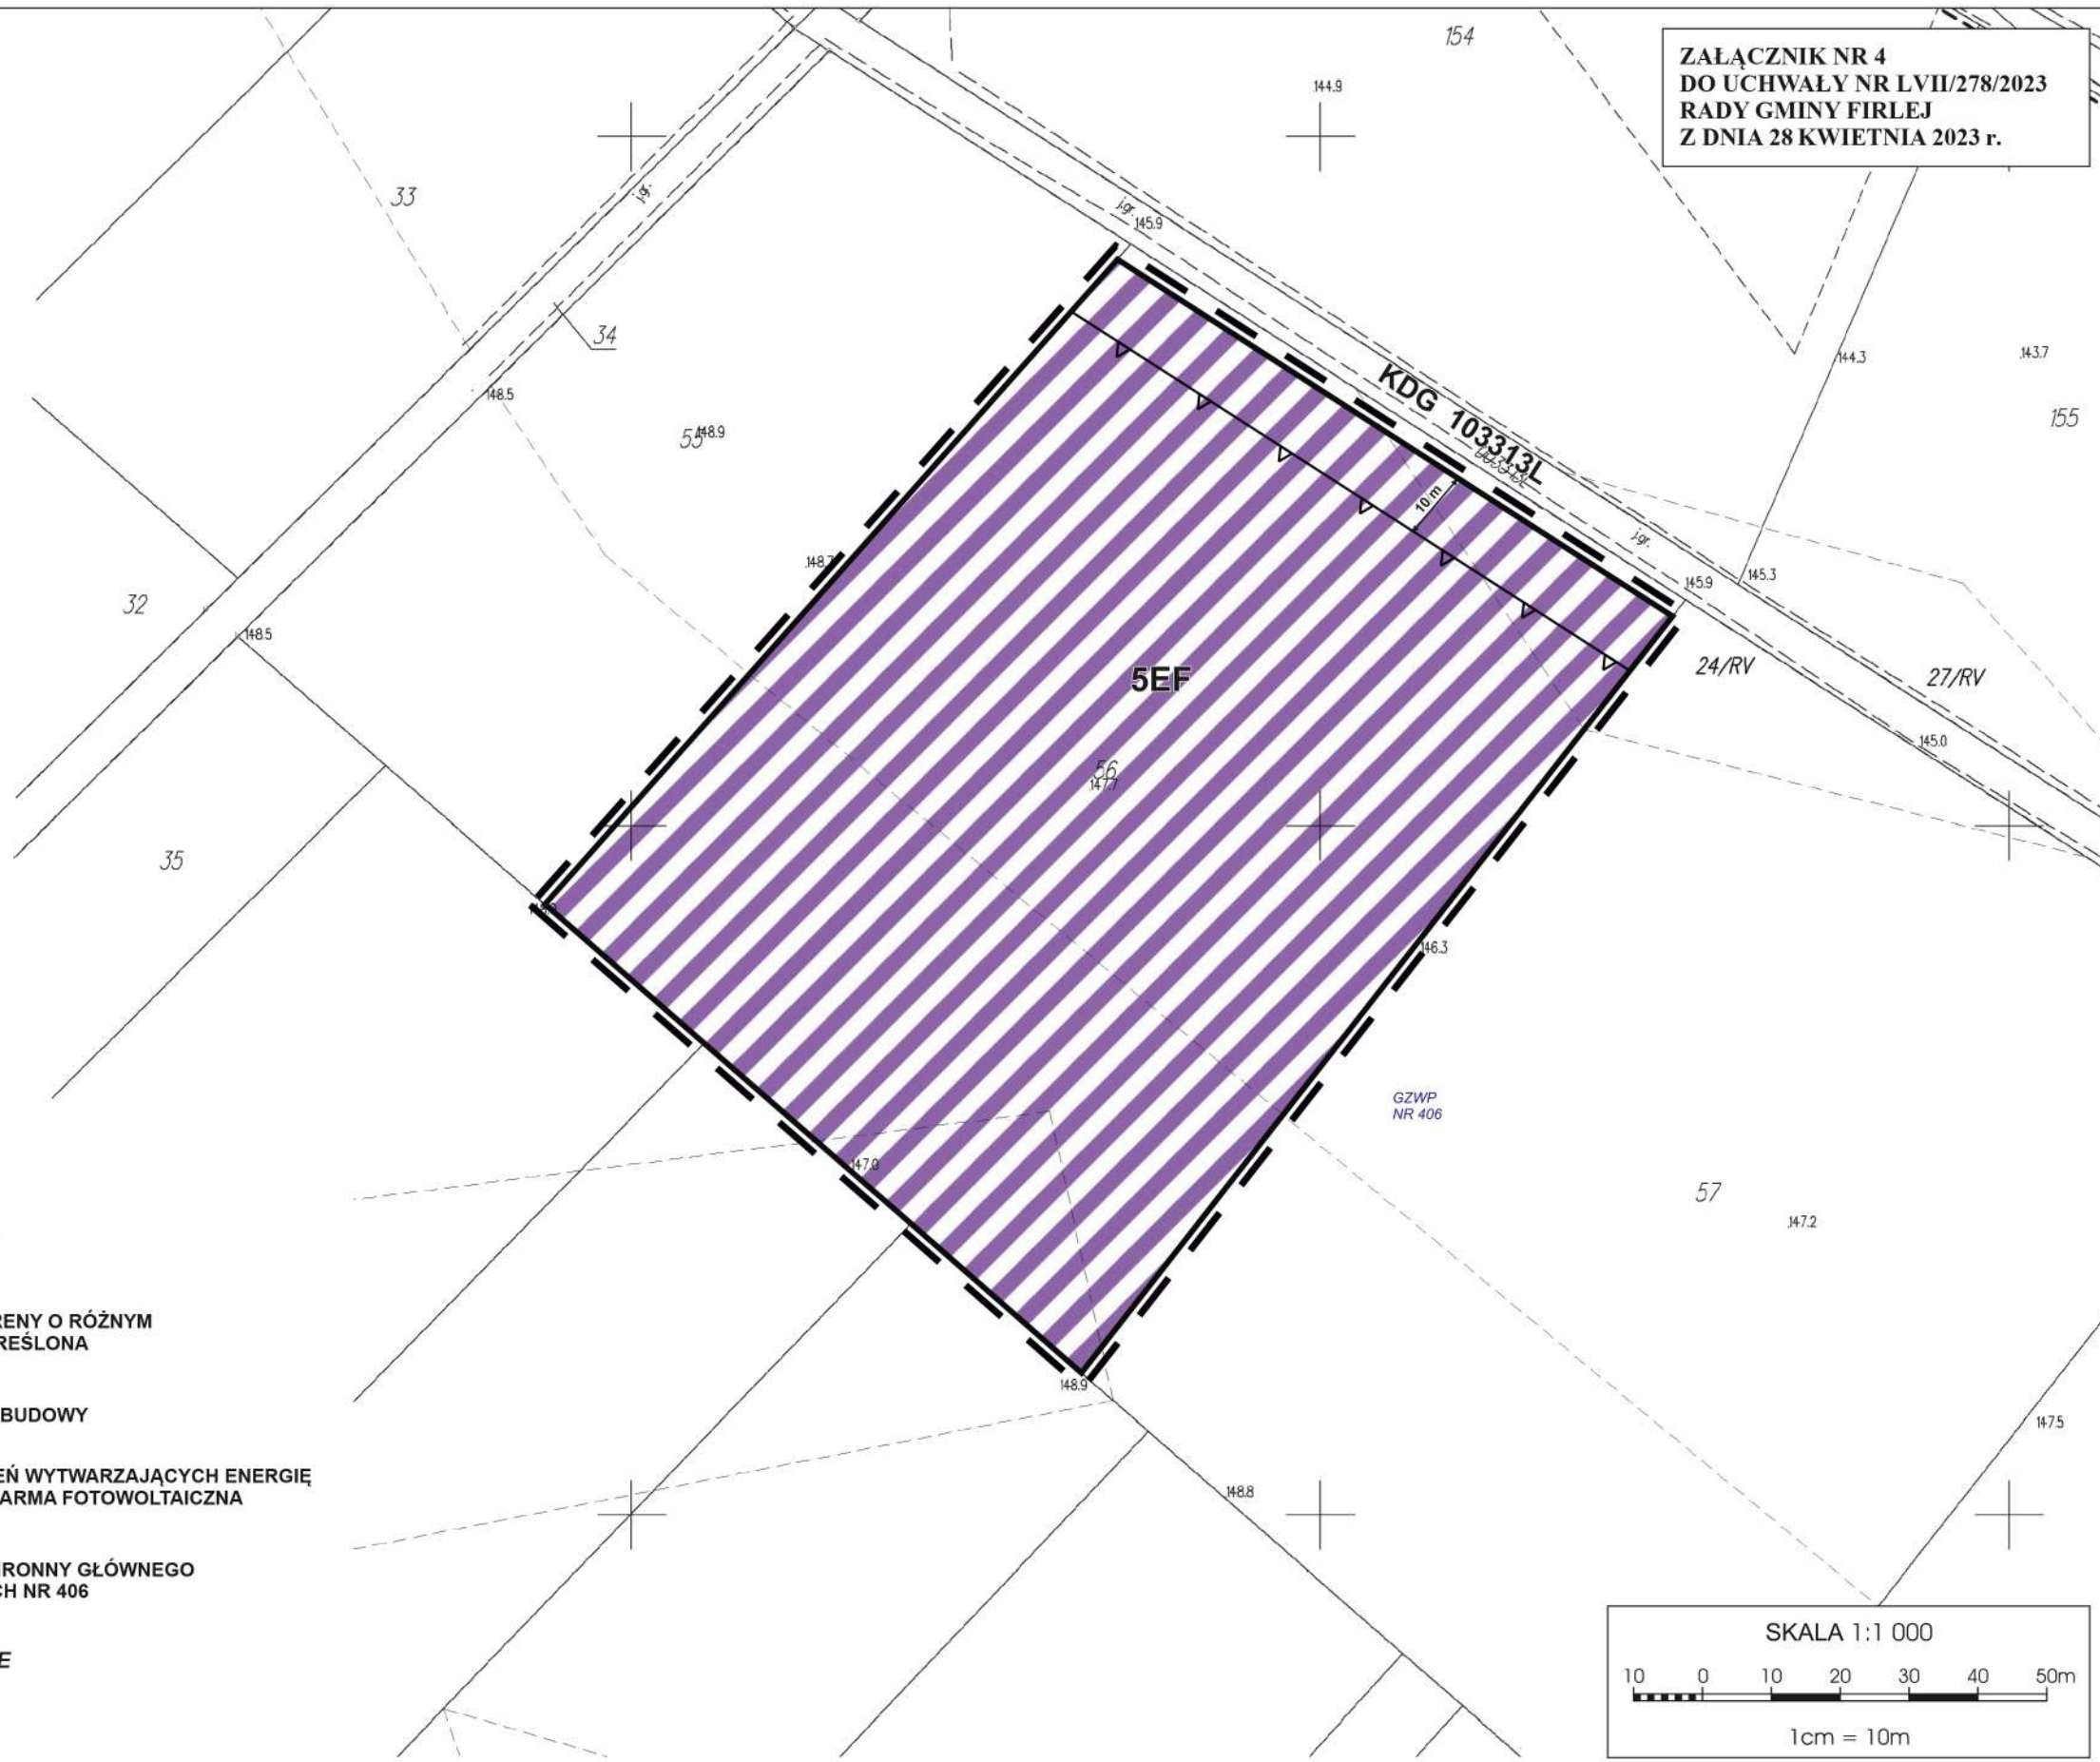 154
ZAŁĄCZNIK NR 4
DO UCHWAŁY NR LVII/278/2023
RADY GMINY FIRLEJ
Z DNIA 28 KWIETNIA 2023 r.
144.9
33
j.gr.
j.gr.
145.9
34
144.3
143.7
148.5
KDG 103313L
155
55
148.9
10 m
j.gr.
148.7
145.9
145.3
32
148.5
5EF
24/RV
27/RV
145.0
56
147.7
35
146.3
GZWP
NR 406
147.0
57
147.2
RENY O RÓŻNYM
REŚLONA
148.9
BUDOWY
147.5
EŃ WYTWARZAJĄCYCH ENERGIĘ
ARMA FOTOWOLTAICZNA
148.8
RONNY GŁÓWNEGO
CH NR 406
E
SKALA 1:1 000
10 0 10 20 30 40 50m
1cm = 10m